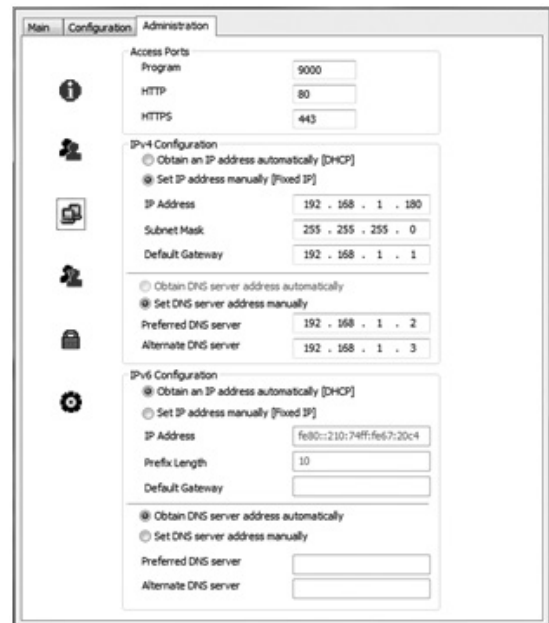 Main Configuration Administration
Access Ports
Program 9000
HTTP 80
HTTPS 443
IPv4 Configuration
Obtain an IP address automatically [DHCP]
Set IP address manually [Fixed IP]
IP Address 192 . 168 . 1 . 180
Subnet Mask 255 . 255 . 255 . 0
Default Gateway 192 . 168 . 1 . 1
Obtain DNS server address automatically
Set DNS server address manually
Preferred DNS server 192 . 168 . 1 . 2
Alternate DNS server 192 . 168 . 1 . 3
IPv6 Configuration
Obtain an IP address automatically [DHCP]
Set IP address manually [Fixed IP]
IP Address fe80::210:74ff:fe67:20c4
Prefix Length 10
Default Gateway
Obtain DNS server address automatically
Set DNS server address manually
Preferred DNS server
Alternate DNS server